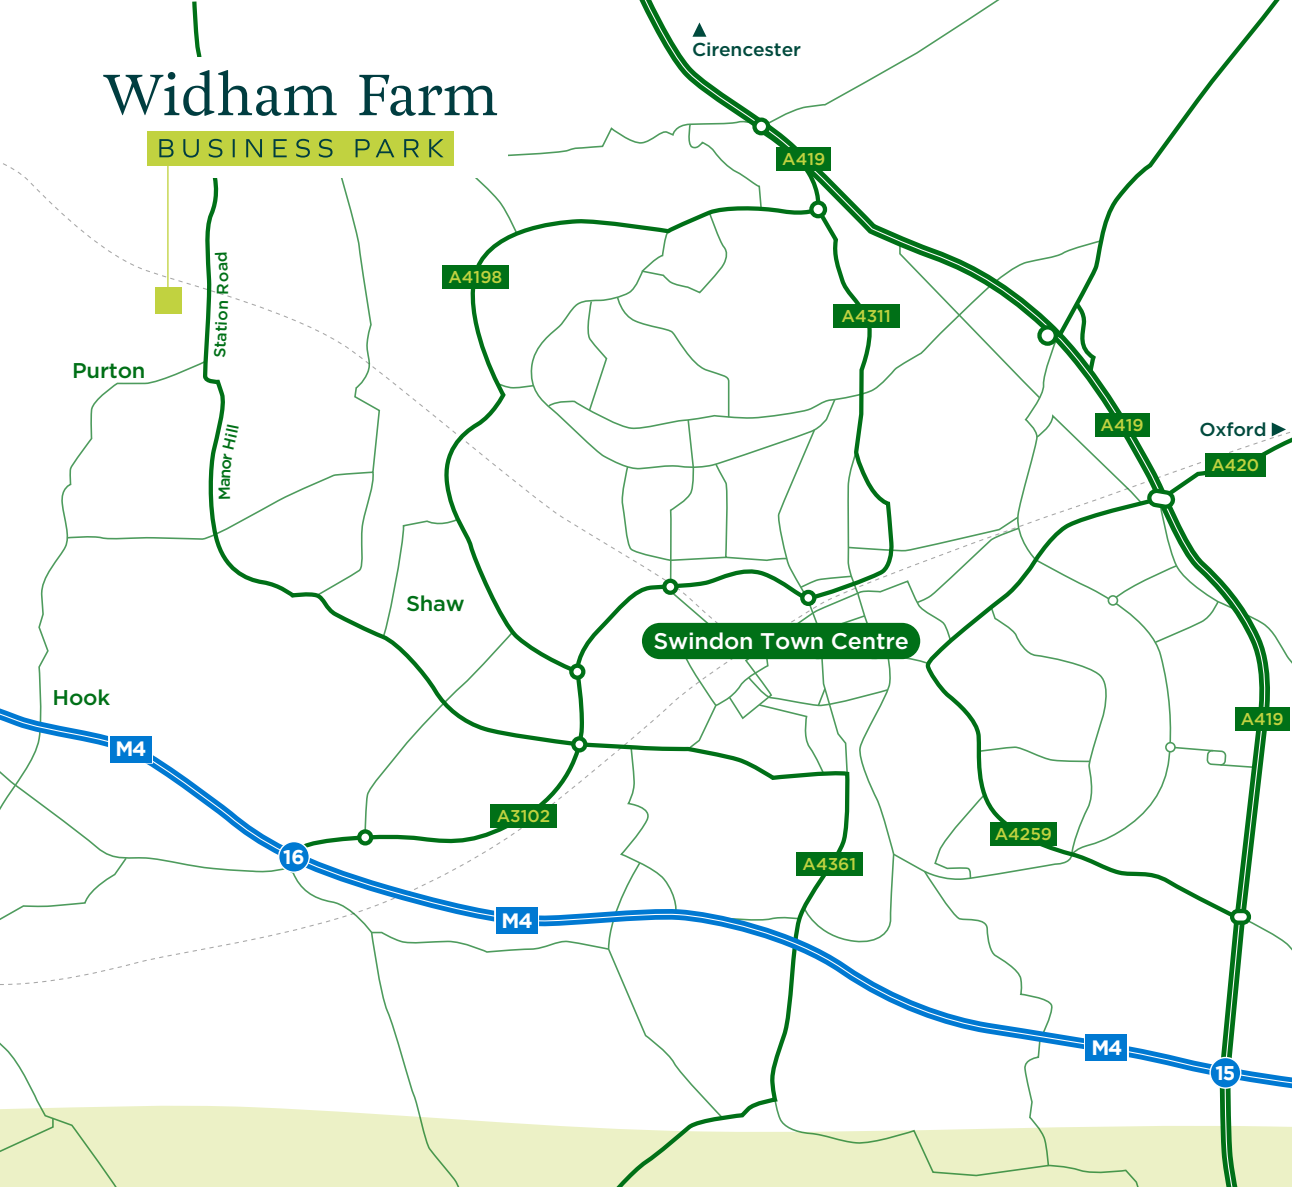 ▲
Cirencester
Widham Farm
BUSINESS PARK
A419
A4198
Station Road
A4311
Purton
A419
Oxford ▶
Manor Hill
A420
Shaw
Swindon Town Centre
Hook
A419
M4
A3102
A4259
16
A4361
M4
M4
15